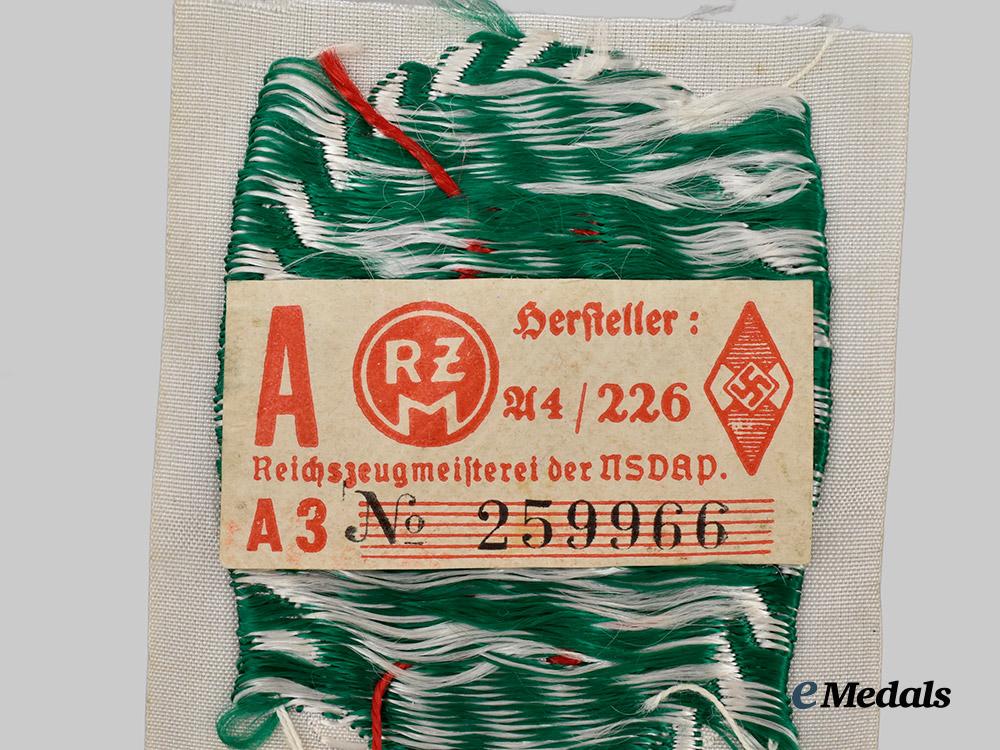 A RZM Hersteller :
A4 / 226
Reichszeugmeisterei der NSDAP.
A3 No 259966
eMedals